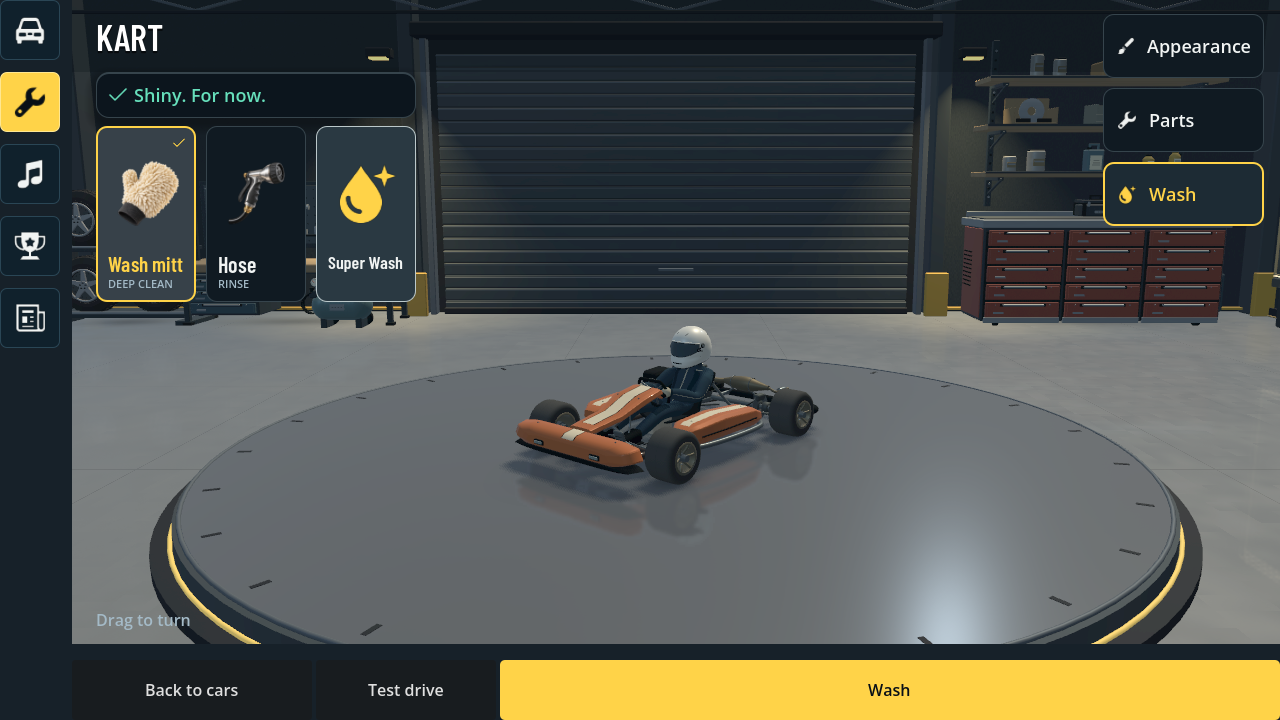 KART
Shiny. For now.
Wash mitt
DEEP CLEAN
Hose
RINSE
Super Wash
Appearance
Parts
Wash
Drag to turn
Back to cars
Test drive
Wash